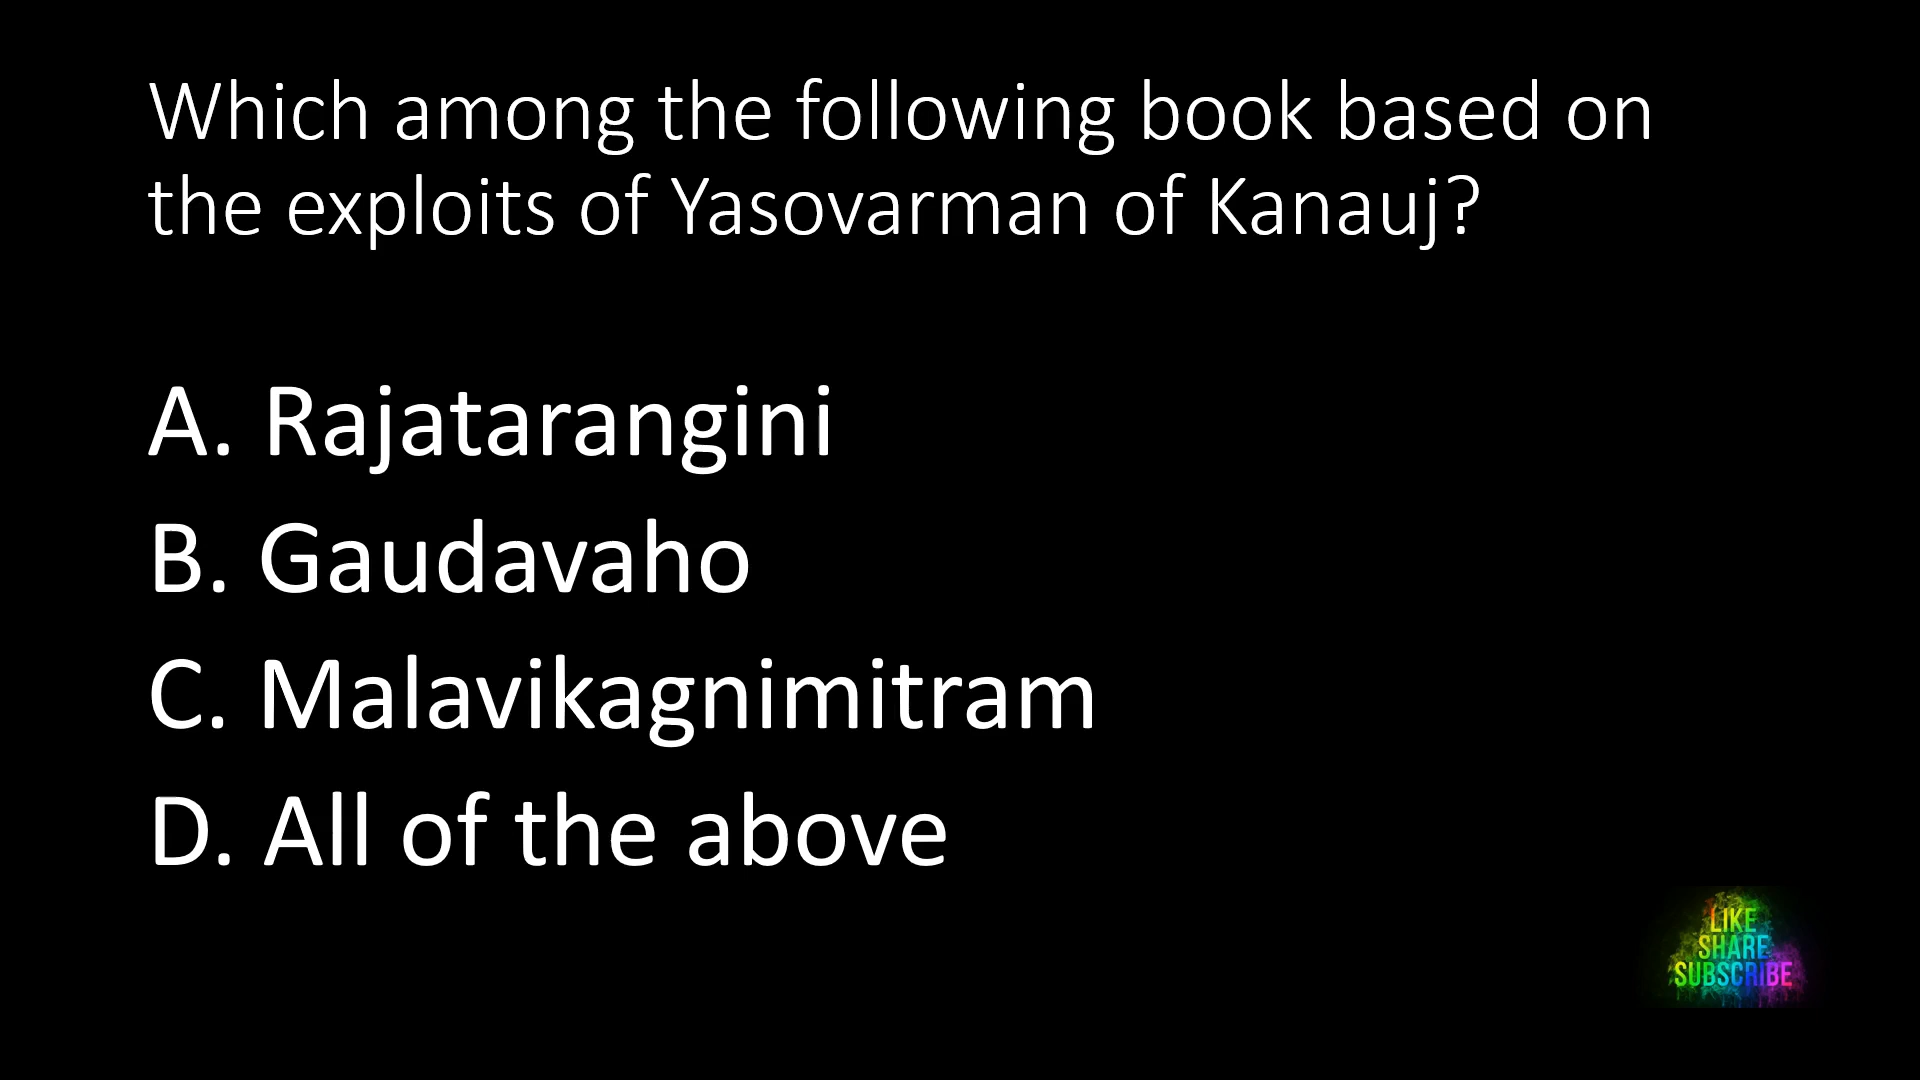 Which among the following book based on
the exploits of Yasovarman of Kanauj?
A. Rajatarangini
B. Gaudavaho
C. Malavikagnimitram
D. All of the above
LIKE
SHARE
SUBSCRIBE